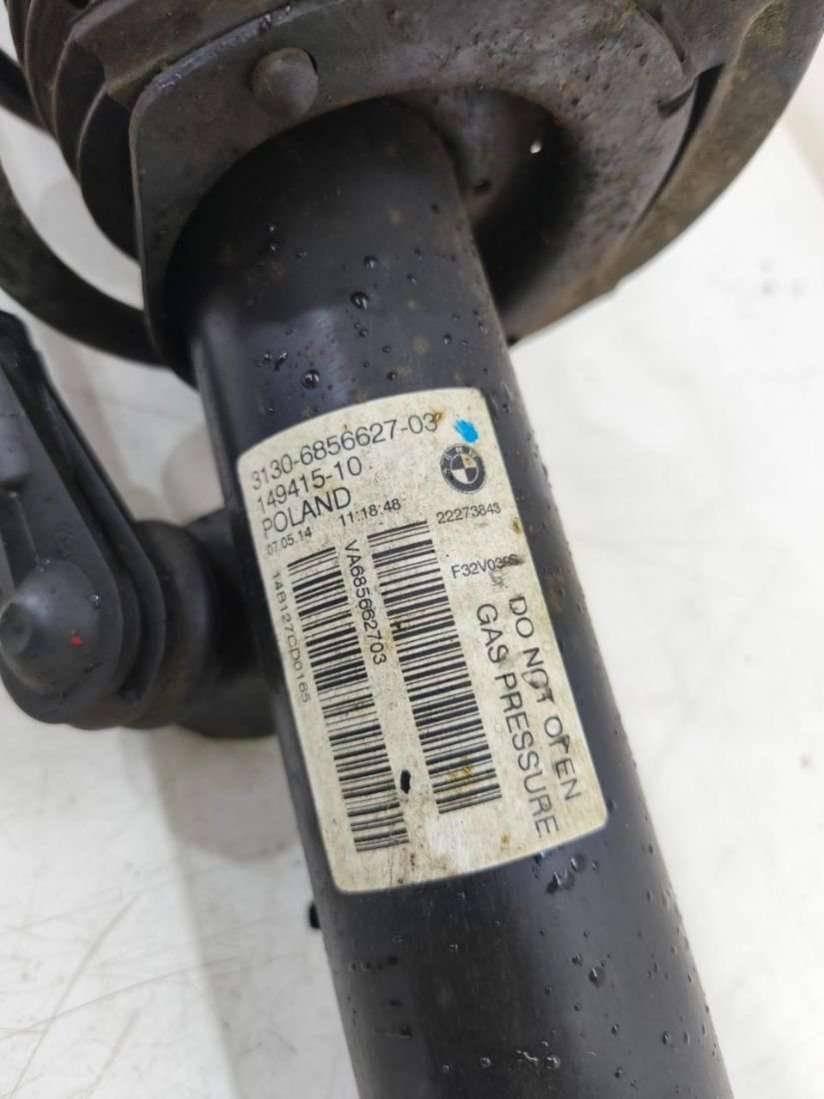 3130-6856627-03
149415-10
POLAND
07.05.14 11:18:48
22273843
VA685662703
14B127CD0165
DO NOT OPEN
GAS PRESSURE